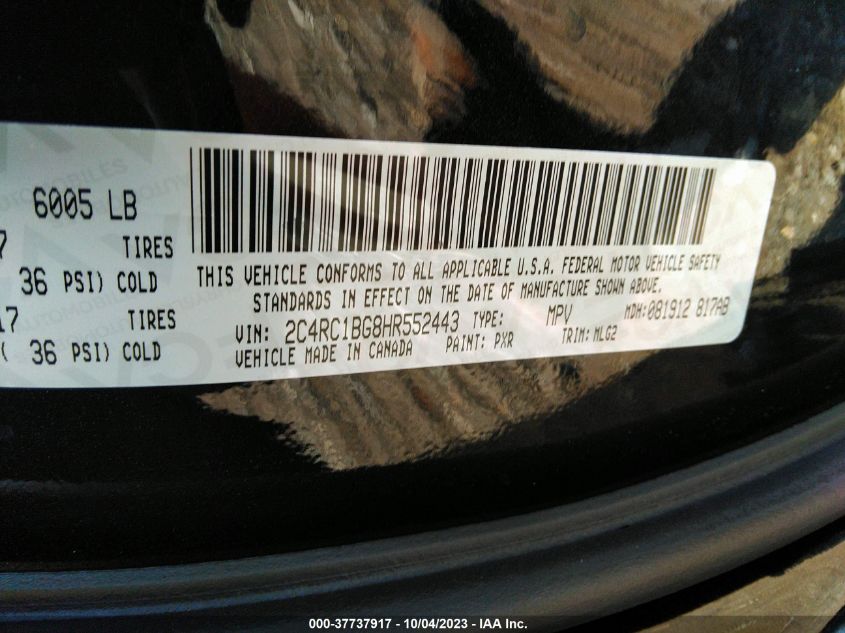 6005 LB
7 TIRES
36 PSI) COLD
17 TIRES
( 36 PSI) COLD
THIS VEHICLE CONFORMS TO ALL APPLICABLE U.S.A. FEDERAL MOTOR VEHICLE SAFETY
STANDARDS IN EFFECT ON THE DATE OF MANUFACTURE SHOWN ABOVE.
VIN: 2C4RC1BG8HR552443 TYPE: MPV MDH: 081912 817AB
VEHICLE MADE IN CANADA PAINT: PXR TRIM: MLG2
000-37737917 - 10/04/2023 - IAA Inc.